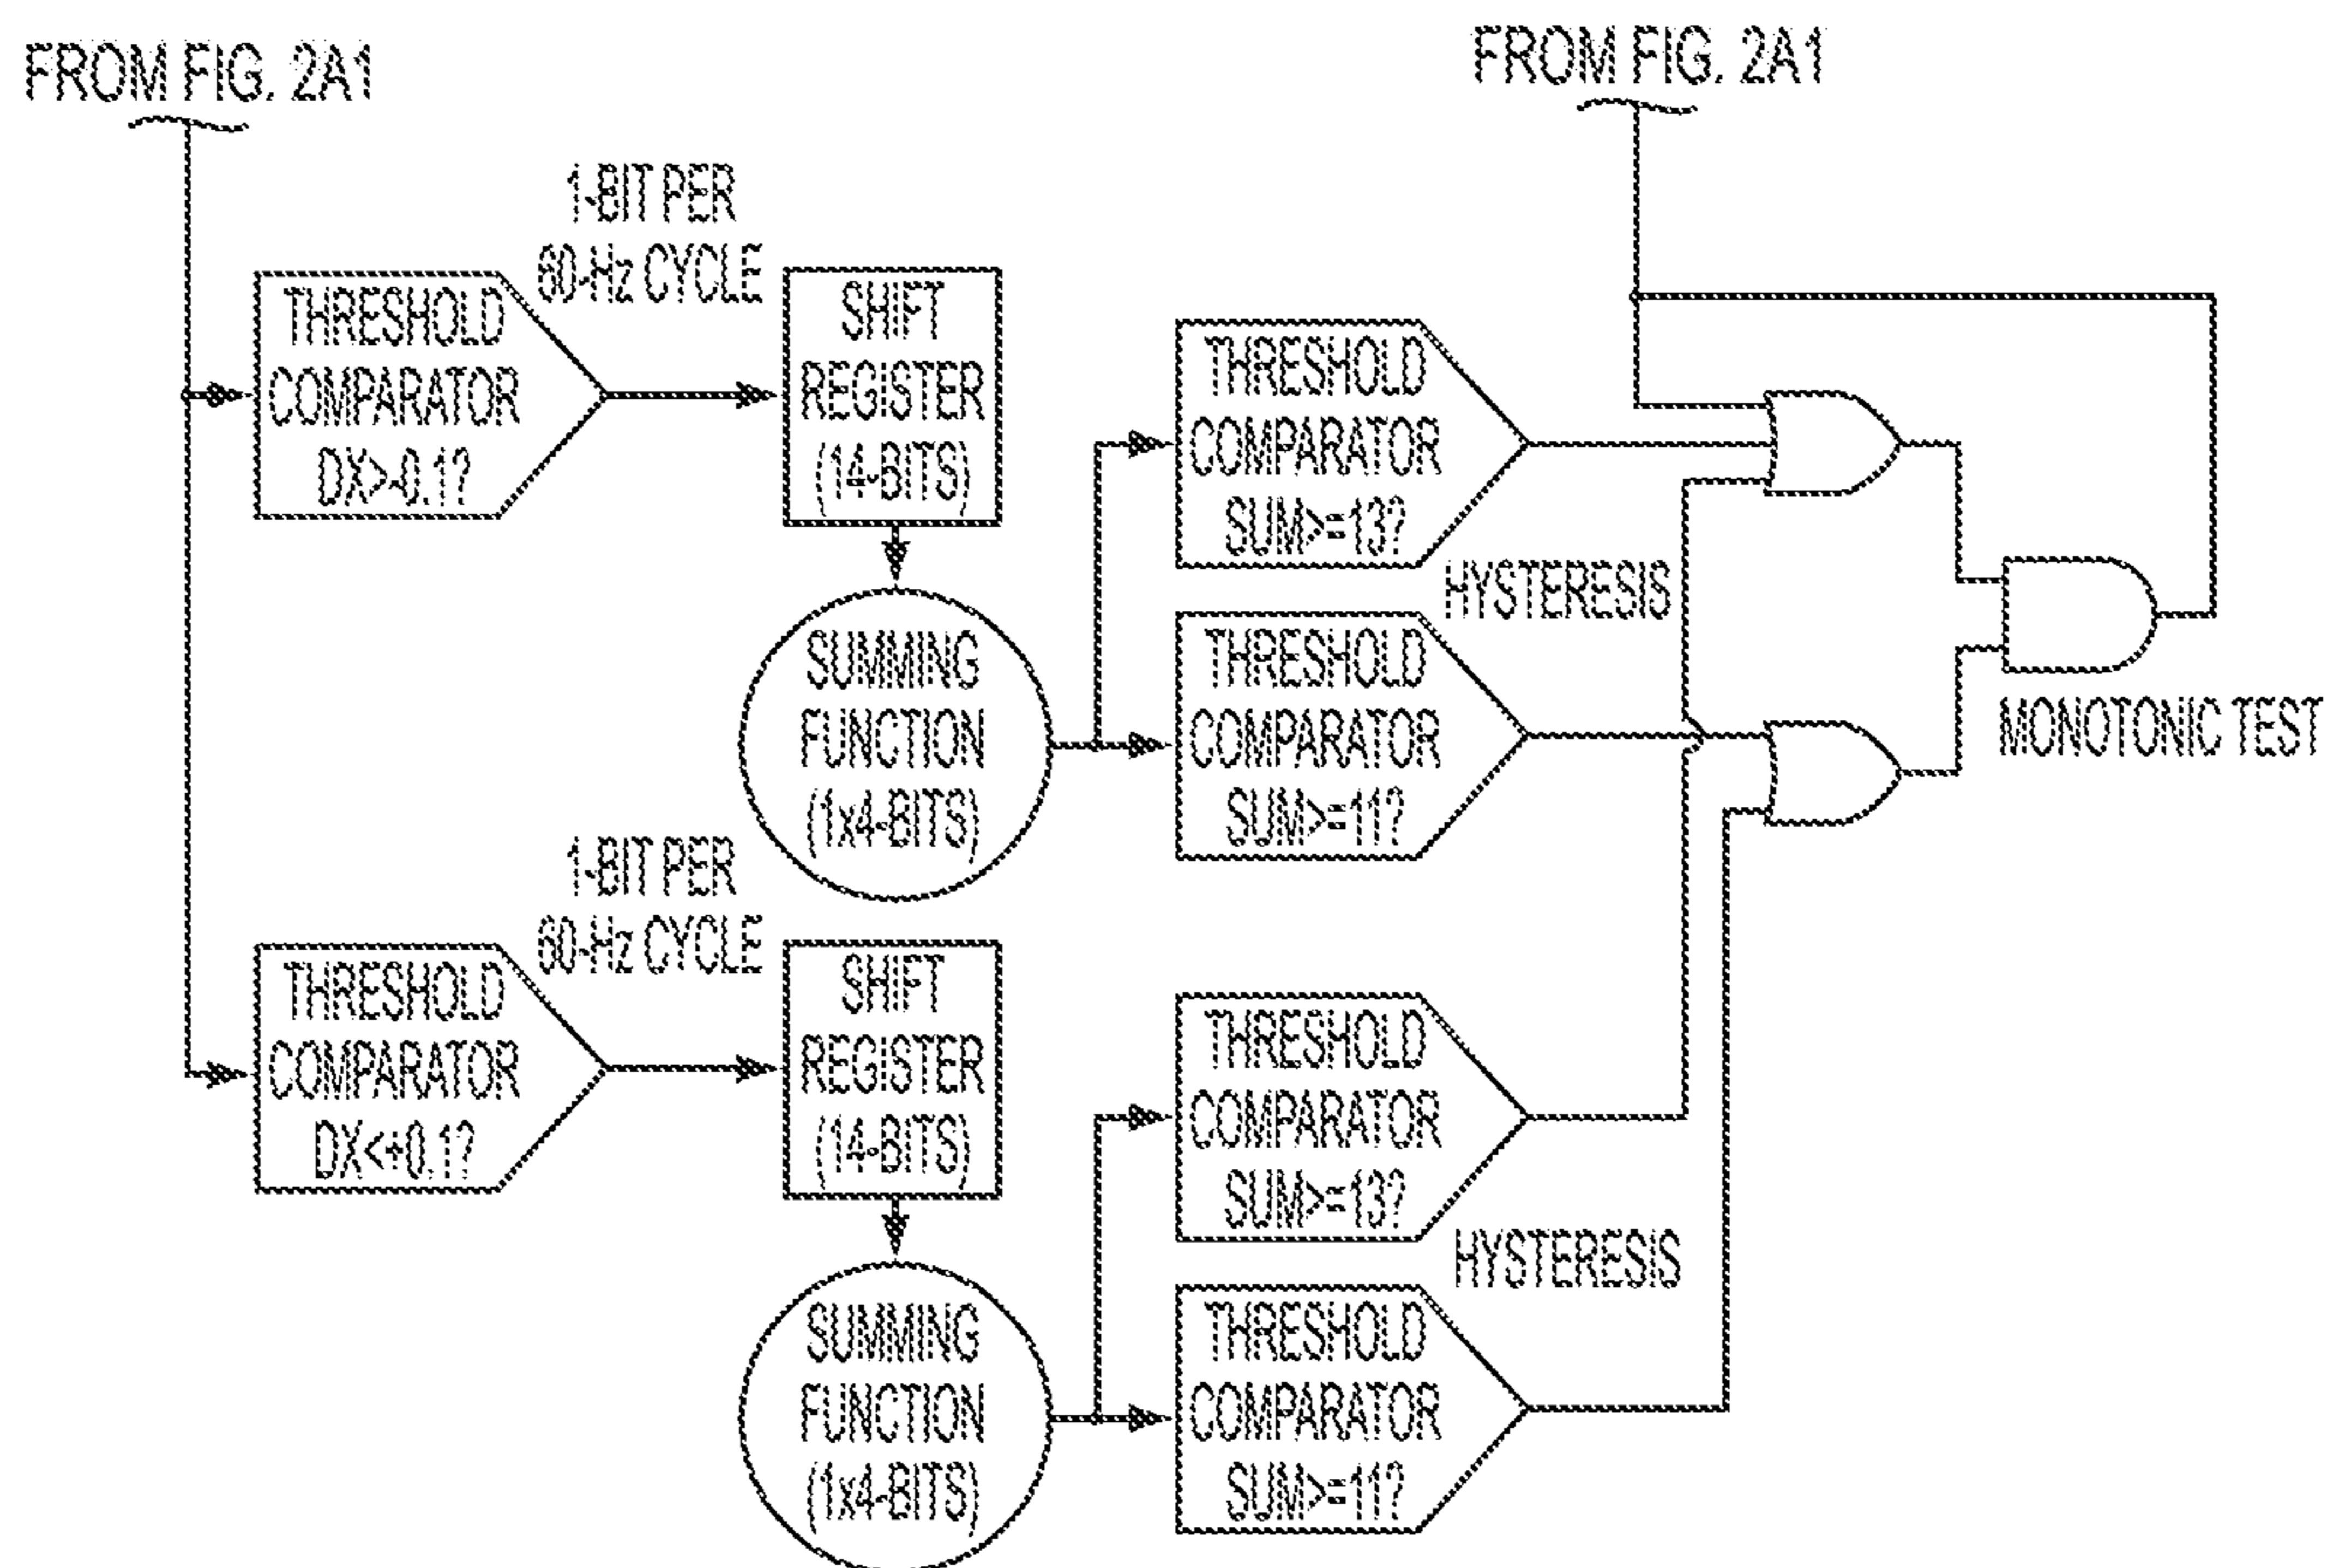 FROM FIG. 2A1
FROM FIG. 2A1
1-BIT PER
60-Hz CYCLE
THRESHOLD
COMPARATOR
DX>-0.1?
SHIFT
REGISTER
(14-BITS)
THRESHOLD
COMPARATOR
SUM>=13?
HYSTERESIS
SUMMING
FUNCTION
(1x4-BITS)
THRESHOLD
COMPARATOR
SUM>=11?
MONOTONIC TEST
1-BIT PER
60-Hz CYCLE
THRESHOLD
COMPARATOR
DX<+0.1?
SHIFT
REGISTER
(14-BITS)
THRESHOLD
COMPARATOR
SUM>=13?
HYSTERESIS
SUMMING
FUNCTION
(1x4-BITS)
THRESHOLD
COMPARATOR
SUM>=11?